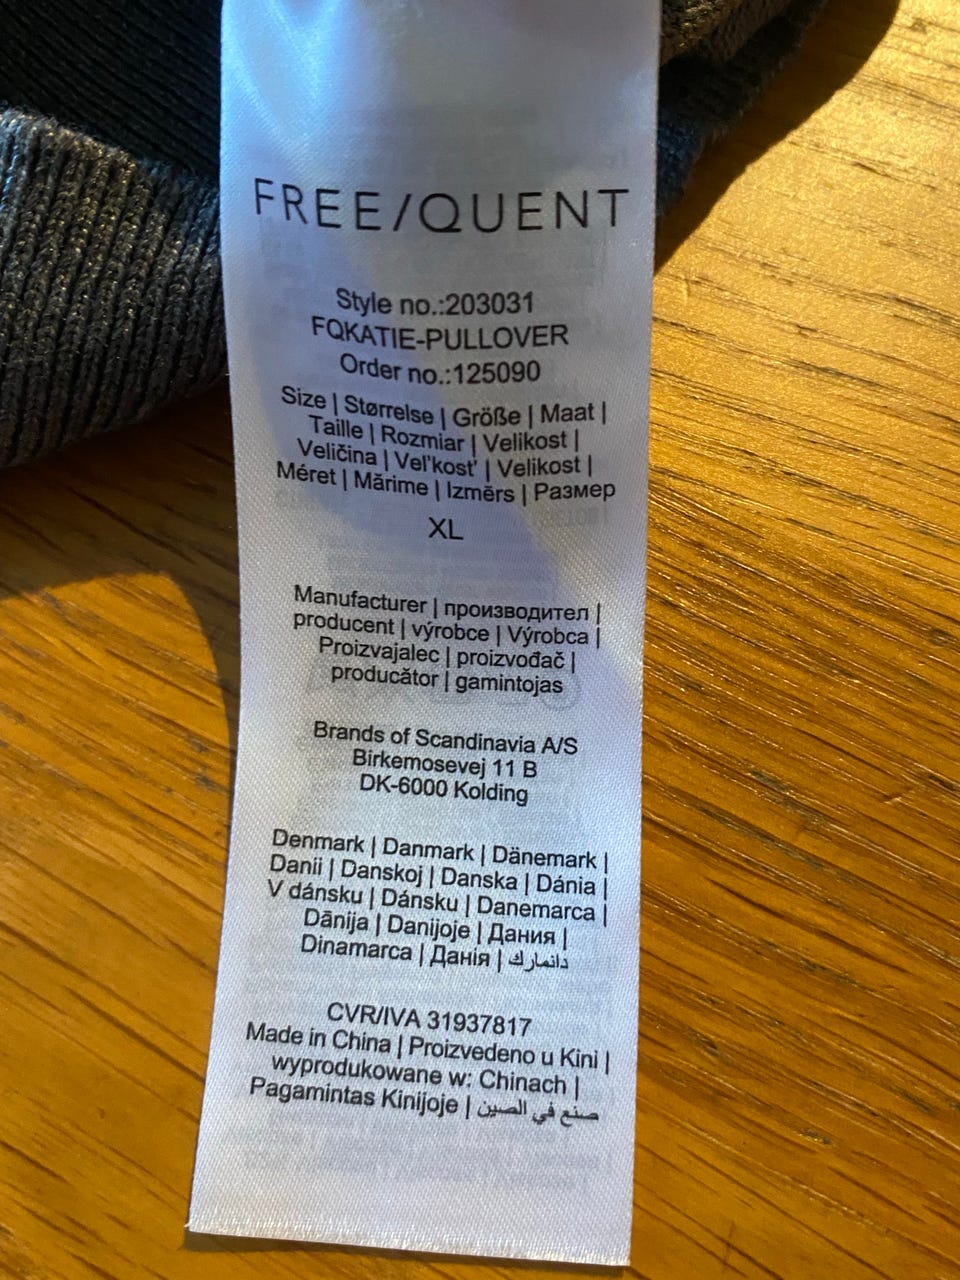 FREE/QUENT
Style no.:203031
FQKATIE-PULLOVER
Order no.:125090
Size | Størrelse | Größe | Maat |
Taille | Rozmiar | Velikost |
Veličina | Veľkosť | Velikost |
Méret | Mărime | Izmērs | Размер
XL
Manufacturer | производител |
producent | výrobce | Výrobca |
Proizvajalec | proizvođač |
producător | gamintojas
Brands of Scandinavia A/S
Birkemosevej 11 B
DK-6000 Kolding
Denmark | Danmark | Dänemark |
Danii | Danskoj | Danska | Dánia |
V dánsku | Dánsku | Danemarca |
Dānija | Danijoje | Дания |
Dinamarca | Данія | دانمارك
CVR/IVA 31937817
Made in China | Proizvedeno u Kini |
wyprodukowane w: Chinach |
Pagamintas Kinijoje | صنع في الصين